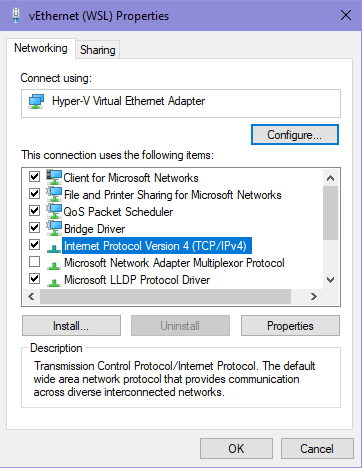 vEthernet (WSL) Properties
Networking
Sharing
Connect using:
Hyper-V Virtual Ethernet Adapter
Configure...
This connection uses the following items:
Client for Microsoft Networks
File and Printer Sharing for Microsoft Networks
QoS Packet Scheduler
Bridge Driver
Internet Protocol Version 4 (TCP/IPv4)
Microsoft Network Adapter Multiplexor Protocol
Microsoft LLDP Protocol Driver
Install...
Uninstall
Properties
Description
Transmission Control Protocol/Internet Protocol. The default
wide area network protocol that provides communication
across diverse interconnected networks.
OK
Cancel